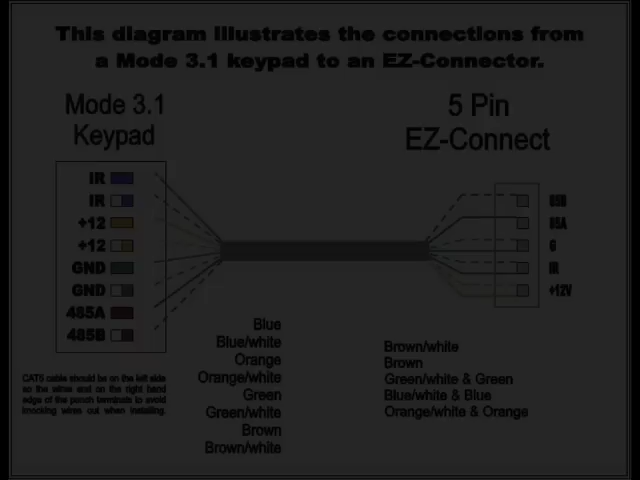 This diagram illustrates the connections from
a Mode 3.1 keypad to an EZ-Connector.
Mode 3.1
Keypad
5 Pin
EZ-Connect
IR
IR
+12
+12
GND
GND
485A
485B
85B
85A
G
IR
+12V
CAT5 cable should be on the left side
so the wires end on the right hand
edge of the punch terminals to avoid
knocking wires out when installing.
Blue
Blue/white
Orange
Orange/white
Green
Green/white
Brown
Brown/white
Brown/white
Brown
Green/white & Green
Blue/white & Blue
Orange/white & Orange